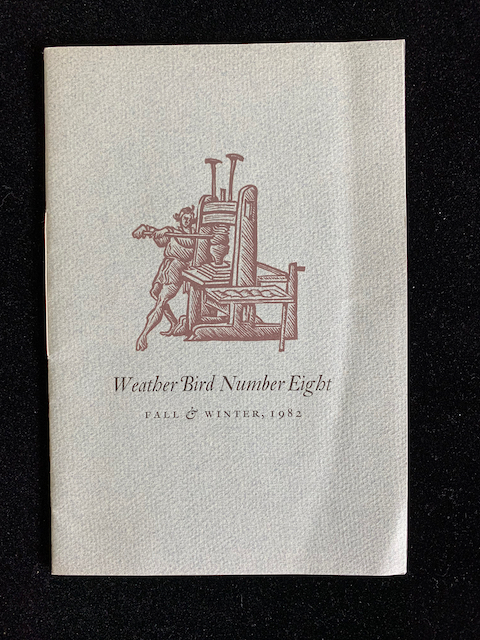 Weather Bird Number Eight
FALL & WINTER, 1982